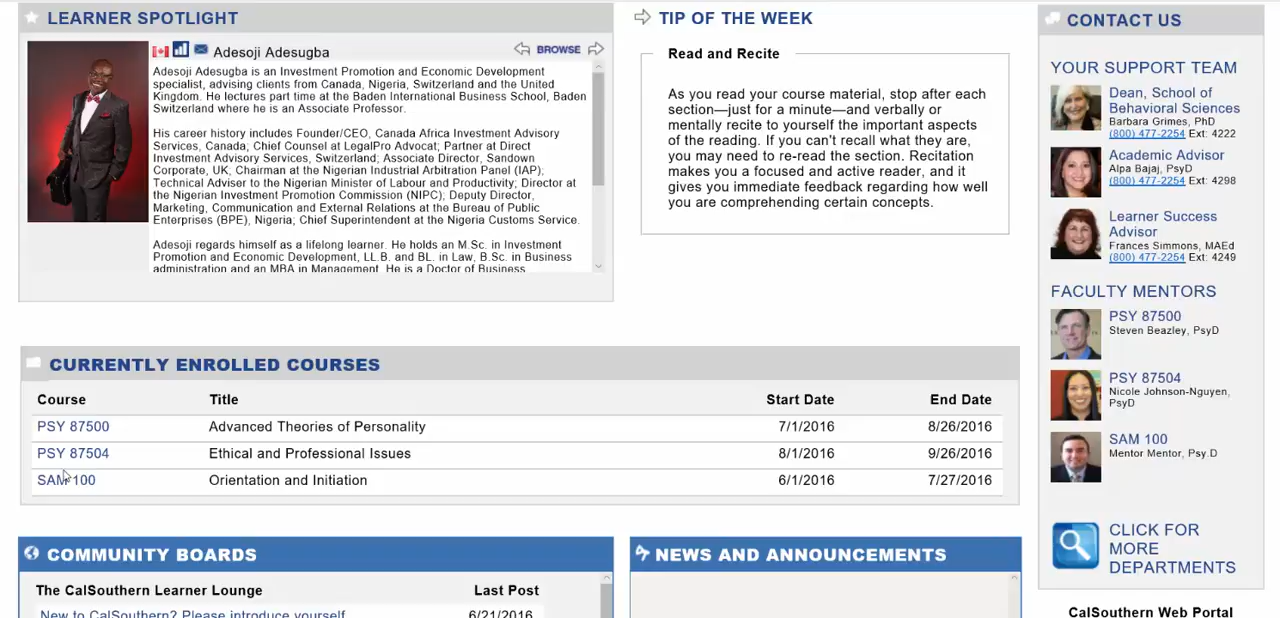 LEARNER SPOTLIGHT
Adesoji Adesugba
BROWSE
Adesoji Adesugba is an Investment Promotion and Economic Development
specialist, advising clients from Canada, Nigeria, Switzerland and the United
Kingdom. He lectures part time at the Baden International Business School, Baden
Switzerland where he is an Associate Professor.
His career history includes Founder/CEO, Canada Africa Investment Advisory
Services, Canada; Chief Counsel at LegalPro Advocat; Partner at Direct
Investment Advisory Services, Switzerland; Associate Director, Sandown
Corporate, UK; Chairman at the Nigerian Industrial Arbitration Panel (IAP);
Technical Adviser to the Nigerian Minister of Labour and Productivity; Director at
the Nigerian Investment Promotion Commission (NIPC); Deputy Director,
Marketing, Communication and External Relations at the Bureau of Public
Enterprises (BPE), Nigeria; Chief Superintendent at the Nigeria Customs Service.
Adesoji regards himself as a lifelong learner. He holds an M.Sc. in Investment
Promotion and Economic Development, LL.B. and BL. in Law, B.Sc. in Business
administration and an MBA in Management. He is a Doctor of Business
TIP OF THE WEEK
Read and Recite
As you read your course material, stop after each
section—just for a minute—and verbally or
mentally recite to yourself the important aspects
of the reading. If you can't recall what they are,
you may need to re-read the section. Recitation
makes you a focused and active reader, and it
gives you immediate feedback regarding how well
you are comprehending certain concepts.
CURRENTLY ENROLLED COURSES
Course Title Start Date End Date
PSY 87500 Advanced Theories of Personality 7/1/2016 8/26/2016
PSY 87504 Ethical and Professional Issues 8/1/2016 9/26/2016
SAM 100 Orientation and Initiation 6/1/2016 7/27/2016
COMMUNITY BOARDS
The CalSouthern Learner Lounge Last Post
New to CalSouthern? Please introduce yourself 6/21/2016
NEWS AND ANNOUNCEMENTS
CONTACT US
YOUR SUPPORT TEAM
Dean, School of
Behavioral Sciences
Barbara Grimes, PhD
(800) 477-2254 Ext: 4222
Academic Advisor
Alpa Bajaj, PsyD
(800) 477-2254 Ext: 4298
Learner Success
Advisor
Frances Simmons, MAEd
(800) 477-2254 Ext: 4249
FACULTY MENTORS
PSY 87500
Steven Beazley, PsyD
PSY 87504
Nicole Johnson-Nguyen,
PsyD
SAM 100
Mentor Mentor, Psy.D
CLICK FOR
MORE
DEPARTMENTS
CalSouthern Web Portal